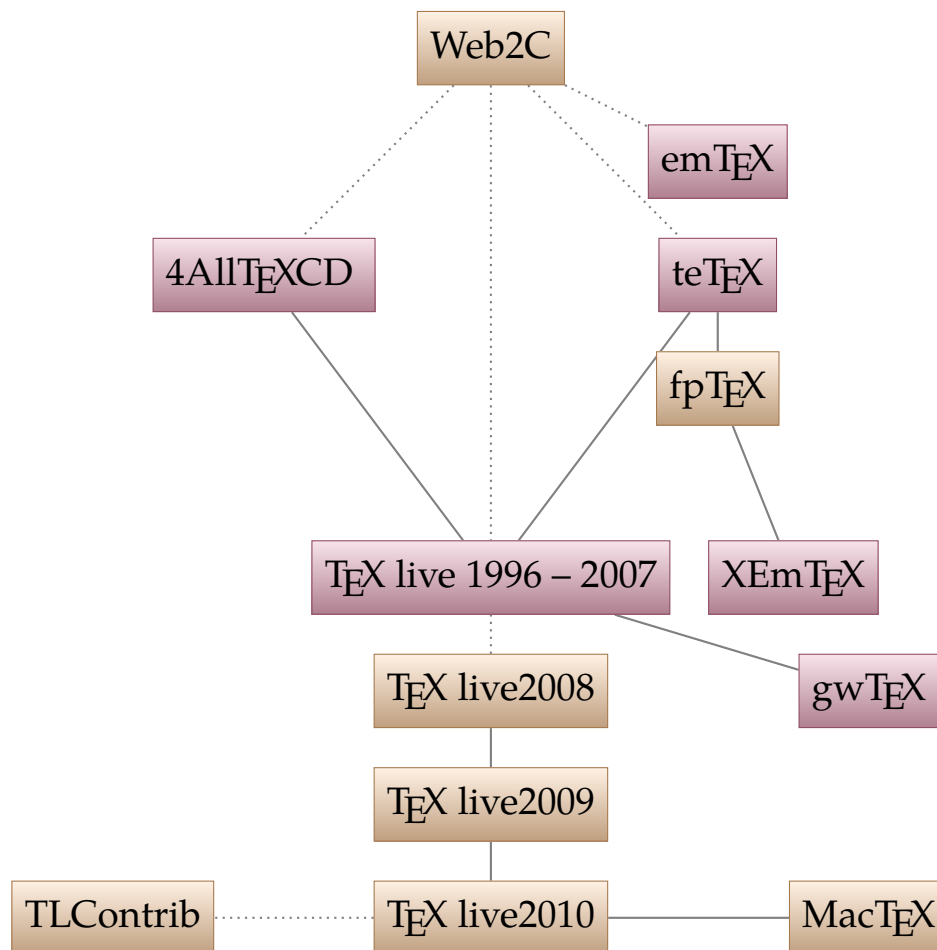 Web2C
emTEX
4AllTEXCD
teTEX
fpTEX
TEX live 1996 – 2007
XEmTEX
TEX live2008
gwTEX
TEX live2009
TLContrib
TEX live2010
MacTEX